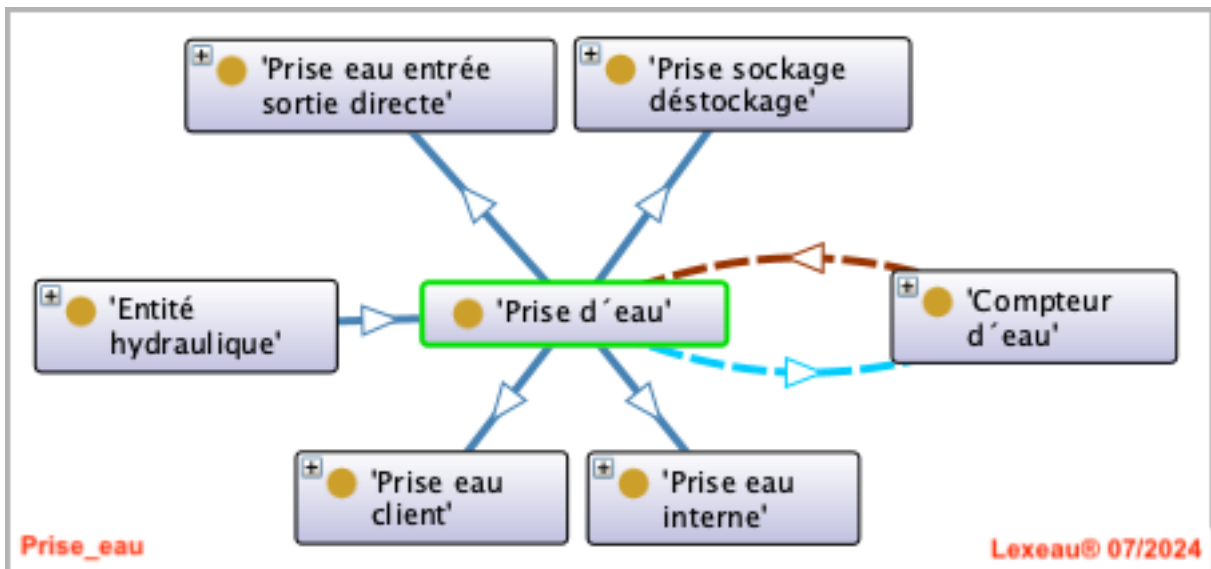 'Prise eau entrée
sortie directe'
'Prise sockage
déstockage'
'Entité
hydraulique'
'Prise d´eau'
'Compteur
d´eau'
'Prise eau
client'
'Prise eau
interne'
Prise_eau
Lexeau® 07/2024